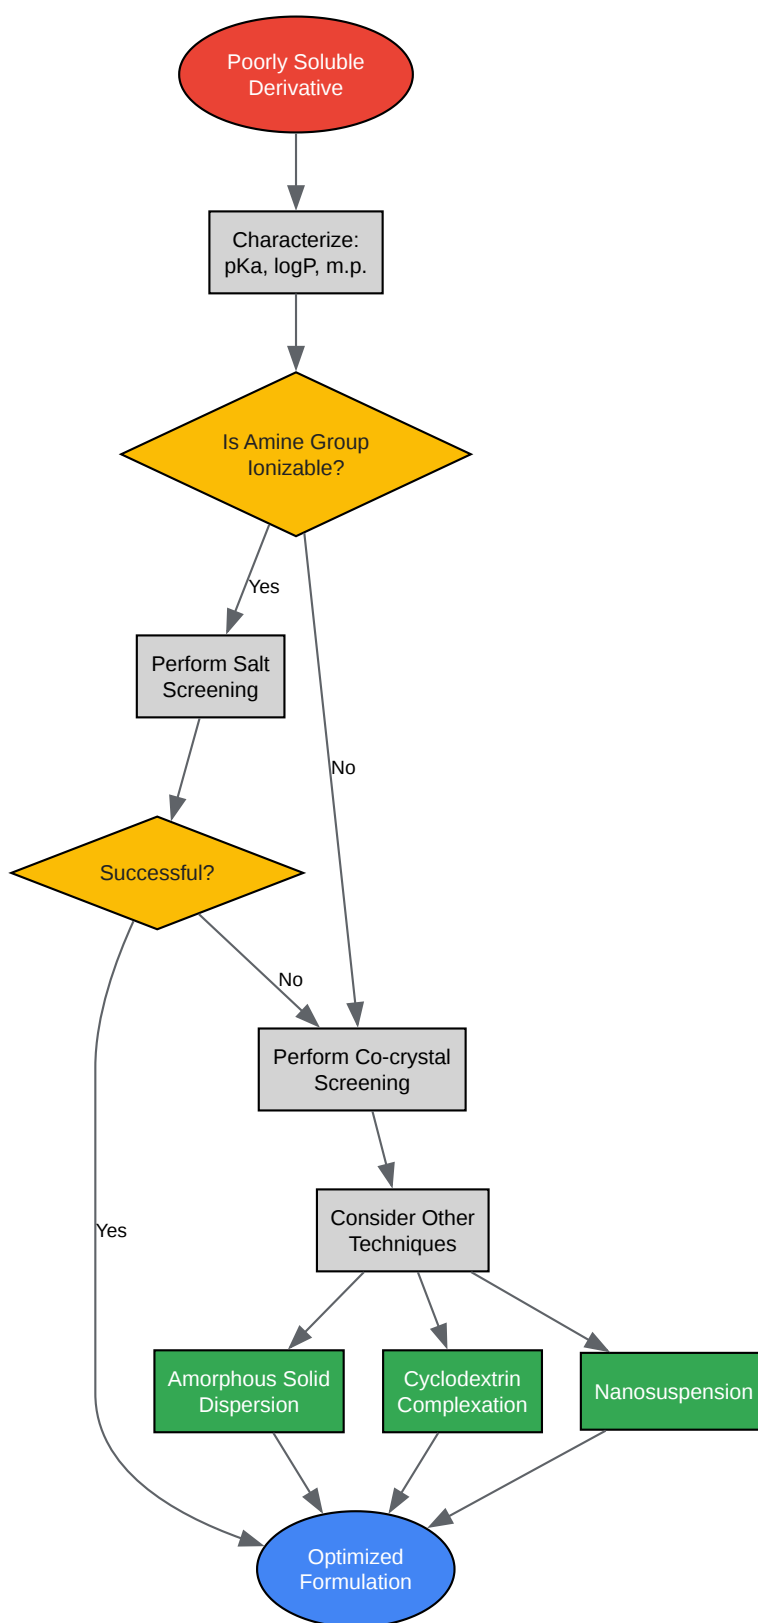 Poorly Soluble
Derivative
Characterize:
pKa, logP, m.p.
Is Amine Group
Ionizable?
Yes
Perform Salt
Screening
No
Successful?
No
Perform Co-crystal
Screening
Yes
Consider Other
Techniques
Amorphous Solid
Dispersion
Cyclodextrin
Complexation
Nanosuspension
Optimized
Formulation